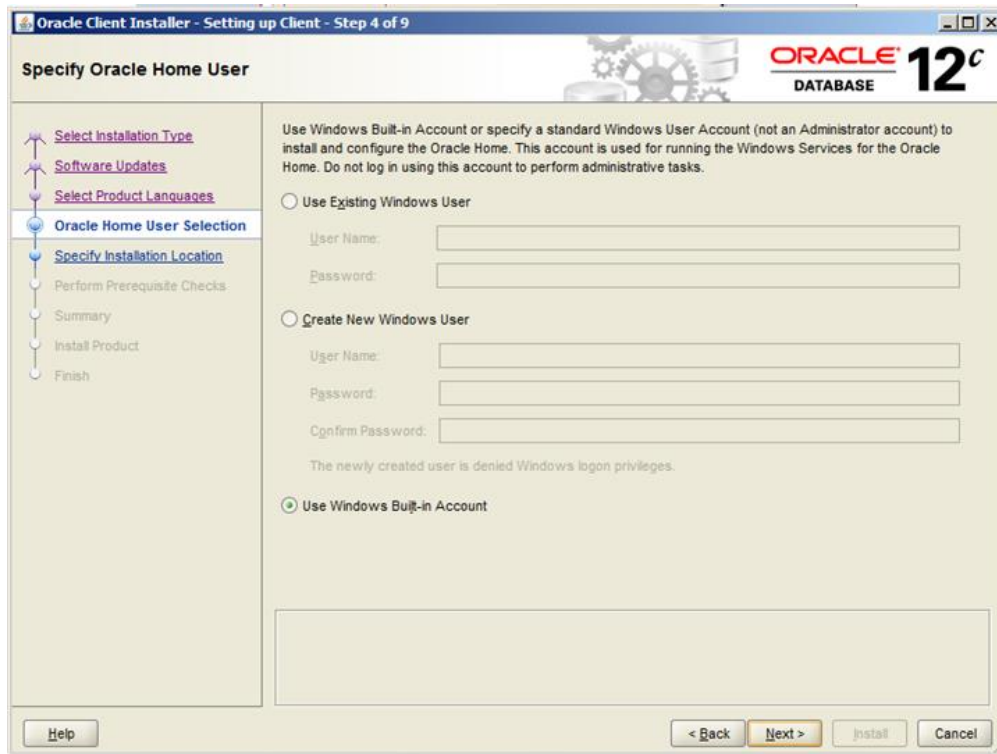 Oracle Client Installer - Setting up Client - Step 4 of 9
Specify Oracle Home User
ORACLE
DATABASE
12c
Select Installation Type
Software Updates
Select Product Languages
Oracle Home User Selection
Specify Installation Location
Perform Prerequisite Checks
Summary
Install Product
Finish
Use Windows Built-in Account or specify a standard Windows User Account (not an Administrator account) to
install and configure the Oracle Home. This account is used for running the Windows Services for the Oracle
Home. Do not log in using this account to perform administrative tasks.
Use Existing Windows User
User Name:
Password:
Create New Windows User
User Name:
Password:
Confirm Password:
The newly created user is denied Windows logon privileges.
Use Windows Built-in Account
Help
< Back
Next >
Install
Cancel